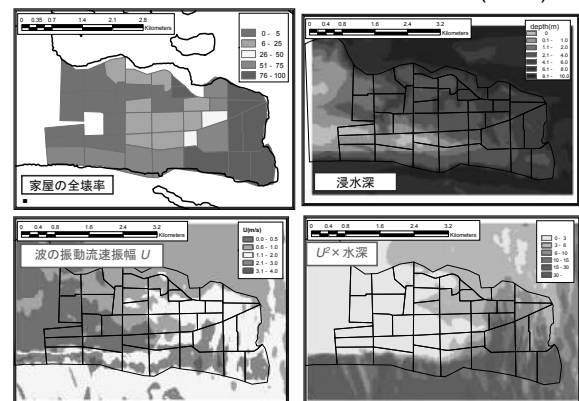 0 0.35 0.7 1.4 2.1 2.8
Kilometers
0 - 5
6 - 25
26 - 50
51 - 75
76 - 100
家屋の全壊率
0 0.4 0.8 1.6 2.4 3.2
Kilometers
depth(m)
0
0.1 - 1.0
1.1 - 2.0
2.1 - 4.0
4.1 - 6.0
6.1 - 8.0
8.1 - 10.0
浸水深
0 0.4 0.8 1.6 2.4 3.2
Kilometers
U(m/s)
0.0 - 0.5
0.6 - 1.0
1.1 - 2.0
2.1 - 3.0
3.1 - 4.0
波の振動流速振幅 U
0 0.4 0.8 1.6 2.4 3.2
Kilometers
0 - 3
3 - 6
6 - 10
10 - 15
15 - 30
30 -
U²×水深